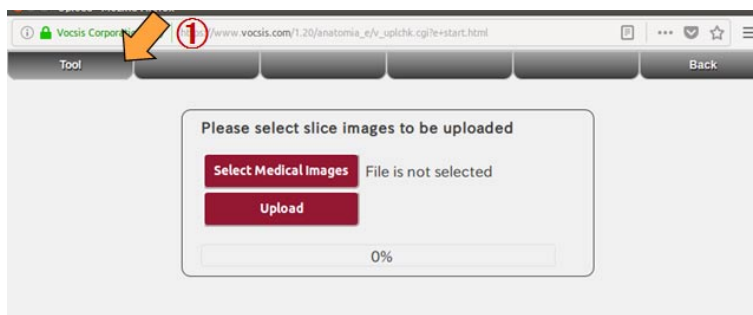 Vocsis Corporation ① https://www.vocsis.com/1.20/anatomia_e/v_uplchk.cgi?e+start.html
Tool Back
Please select slice images to be uploaded
Select Medical Images File is not selected
Upload
0%